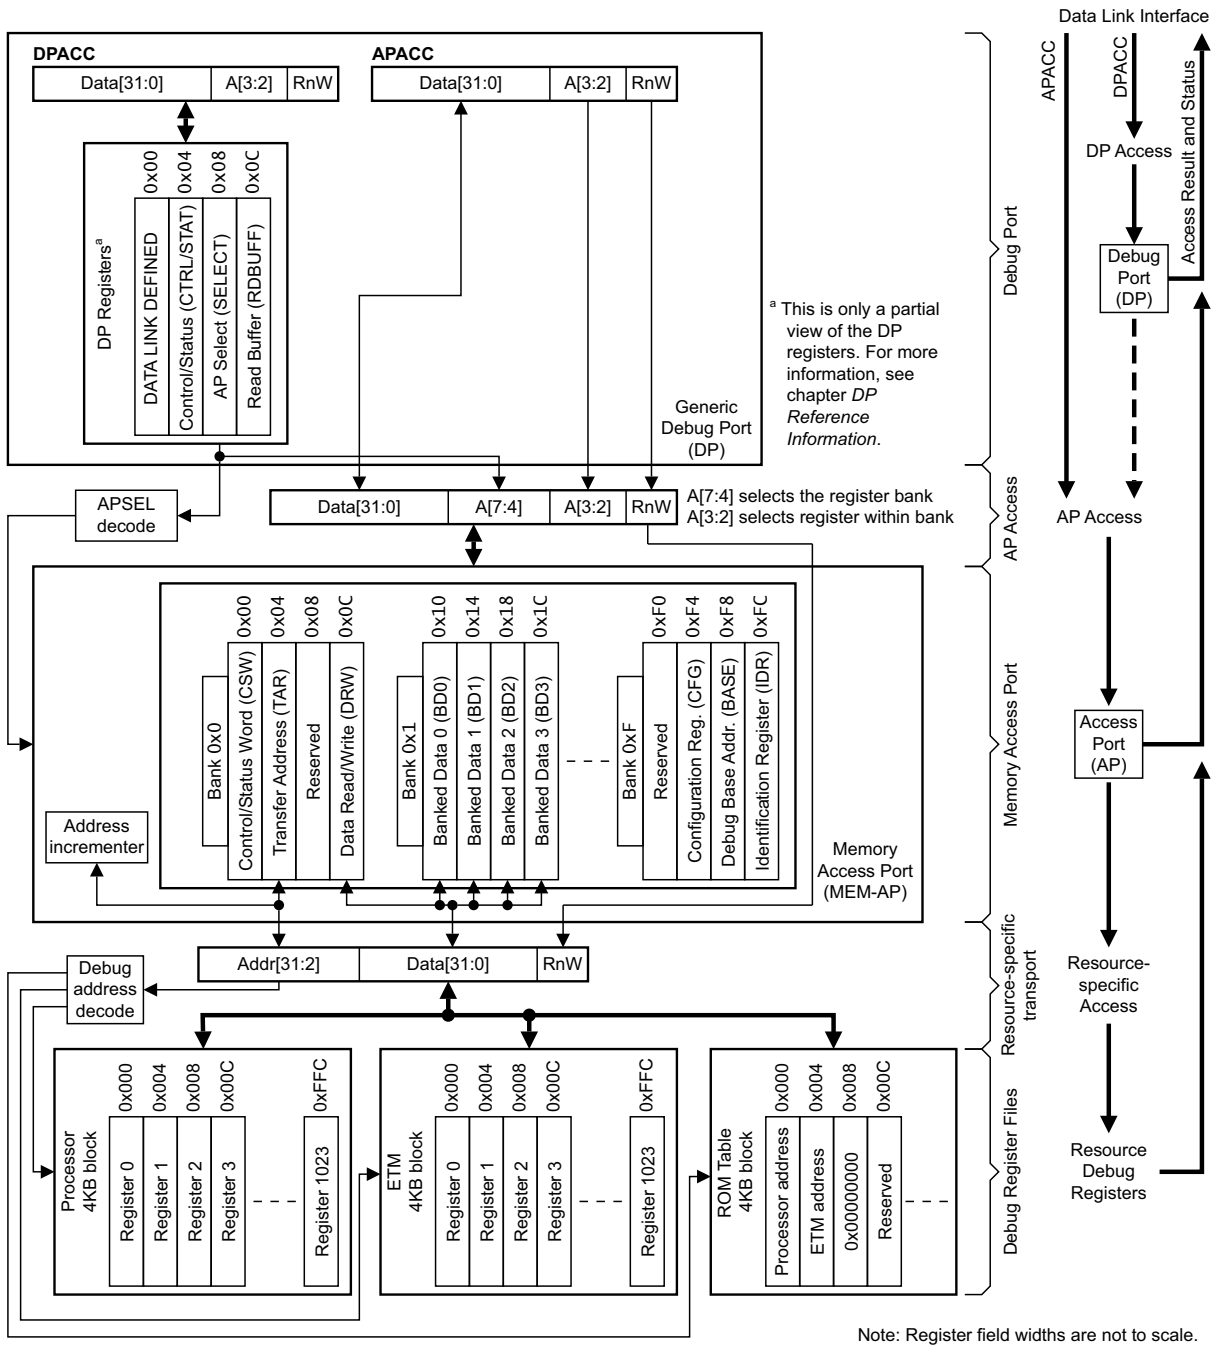 Data Link Interface
DPACC
Data[31:0]
A[3:2]
RnW
APACC
Data[31:0]
A[3:2]
RnW
DP Registersa
0x00
0x04
0x08
0x0C
DATA LINK DEFINED
Control/Status (CTRL/STAT)
AP Select (SELECT)
Read Buffer (RDBUFF)
a This is only a partial
view of the DP
registers. For more
information, see
chapter DP
Reference
Information.
Generic
Debug Port
(DP)
Debug Port
APACC
DPACC
Access Result and Status
DP Access
Debug
Port
(DP)
APSEL
decode
Data[31:0]
A[7:4]
A[3:2]
RnW
A[7:4] selects the register bank
A[3:2] selects register within bank
AP Access
AP Access
Bank 0x0
0x00
0x04
0x08
0x0C
Control/Status Word (CSW)
Transfer Address (TAR)
Reserved
Data Read/Write (DRW)
Bank 0x1
0x10
0x14
0x18
0x1C
Banked Data 0 (BD0)
Banked Data 1 (BD1)
Banked Data 2 (BD2)
Banked Data 3 (BD3)
Bank 0xF
0xF0
0xF4
0xF8
0xFC
Reserved
Configuration Reg. (CFG)
Debug Base Addr. (BASE)
Identification Register (IDR)
Address
incrementer
Memory
Access Port
(MEM-AP)
Memory Access Port
Access
Port
(AP)
Debug
address
decode
Addr[31:2]
Data[31:0]
RnW
Resource-specific
transport
Resource-
specific
Access
Processor
4KB block
0x000
0x004
0x008
0x00C
0xFFC
Register 0
Register 1
Register 2
Register 3
Register 1023
ETM
4KB block
0x000
0x004
0x008
0x00C
0xFFC
Register 0
Register 1
Register 2
Register 3
Register 1023
ROM Table
4KB block
0x000
0x004
0x008
0x00C
Processor address
ETM address
0x00000000
Reserved
Debug Register Files
Resource
Debug
Registers
Note: Register field widths are not to scale.